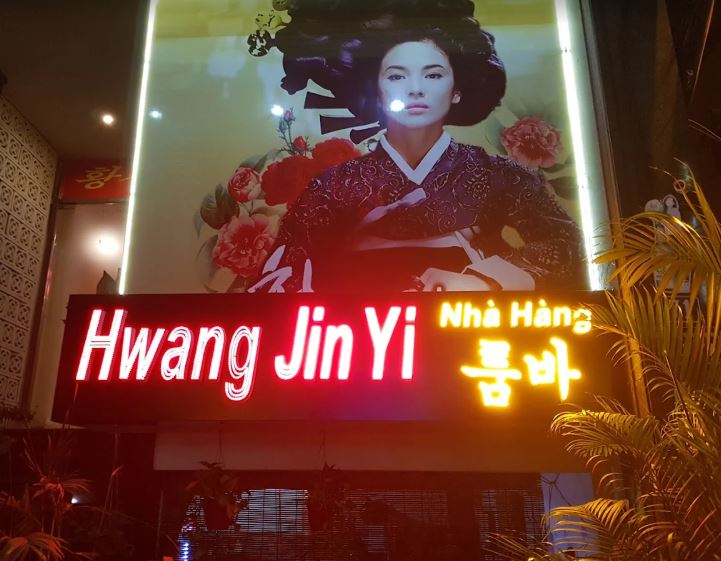 황
Hwang Jin Yi
Nhà Hàng
룸바